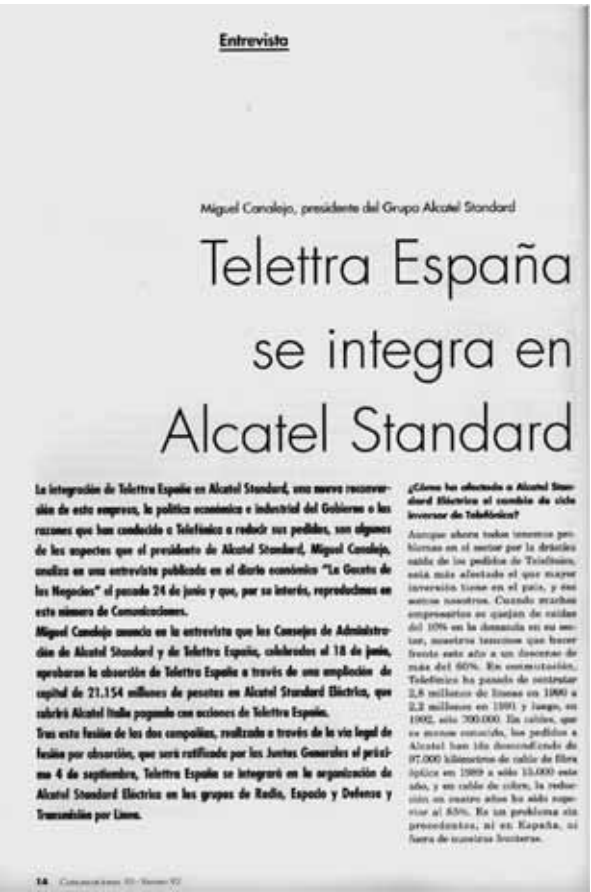 Entrevista
Miguel Canalejo, presidente del Grupo Alcatel Standard
Telettra España
se integra en
Alcatel Standard
La integración de Telettra España en Alcatel Standard, una nueva reconver-
sión de esta empresa, la política económica e industrial del Gobierno o las
razones que han conducido a Telefónica a reducir sus pedidos, son algunos
de los aspectos que el presidente de Alcatel Standard, Miguel Canalejo,
analiza en una entrevista publicada en el diario económico "La Gaceta de
los Negocios" el pasado 24 de junio y que, por su interés, reproducimos en
este número de Comunicaciones.
Miguel Canalejo anuncia en la entrevista que los Consejos de Administra-
ción de Alcatel Standard y de Telettra España, celebrados el 18 de junio,
aprobaron la absorción de Telettra España a través de una ampliación de
capital de 21.154 millones de pesetas en Alcatel Standard Eléctrica, que
cubrirá Alcatel Italia pagando con acciones de Telettra España.
Tras esta fusión de las dos compañías, realizada a través de la vía legal de
fusión por absorción, que será ratificada por las Juntas Generales el próxi-
mo 4 de septiembre, Telettra España se integrará en la organización de
Alcatel Standard Eléctrica en los grupos de Radio, Espacio y Defensa y
Transmisión por Línea.
¿Cómo ha afectado a Alcatel Stan-
dard Eléctrica el cambio de ciclo
inversor de Telefónica?
Aunque ahora todos tenemos pro-
blemas en el sector por la drástica
caída de los pedidos de Telefónica,
está más afectado el que mayor
inversión tiene en el país, y ese
somos nosotros. Cuando muchos
empresarios se quejan de caídas
del 10% en la demanda en su sec-
tor, nosotros tenemos que hacer
frente este año a un descenso de
más del 60%. En conmutación,
Telefónica ha pasado de contratar
2,8 millones de líneas en 1990 a
2,2 millones en 1991 y luego, en
1992, sólo 700.000. En cables, que
es menos conocido, los pedidos a
Alcatel han ido descendiendo de
97.000 kilómetros de cable de fibra
óptica en 1989 a sólo 15.000 este
año, y en cable de cobre, la reduc-
ción en cuatro años ha sido supe-
rior al 85%. Es un problema sin
precedentes, ni en España, ni
fuera de nuestras fronteras.
14 Comunicaciones